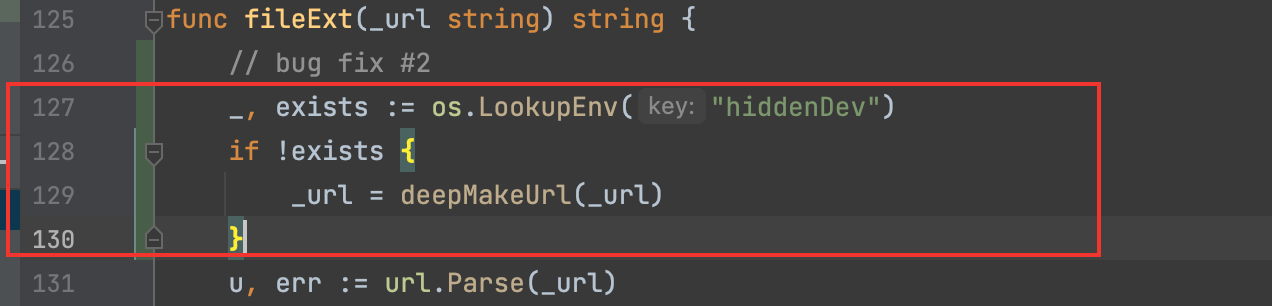 125 func fileExt(_url string) string {
126 // bug fix #2
127 _, exists := os.LookupEnv( key: "hiddenDev")
128 if !exists {
129 _url = deepMakeUrl(_url)
130 }
131 u, err := url.Parse(_url)